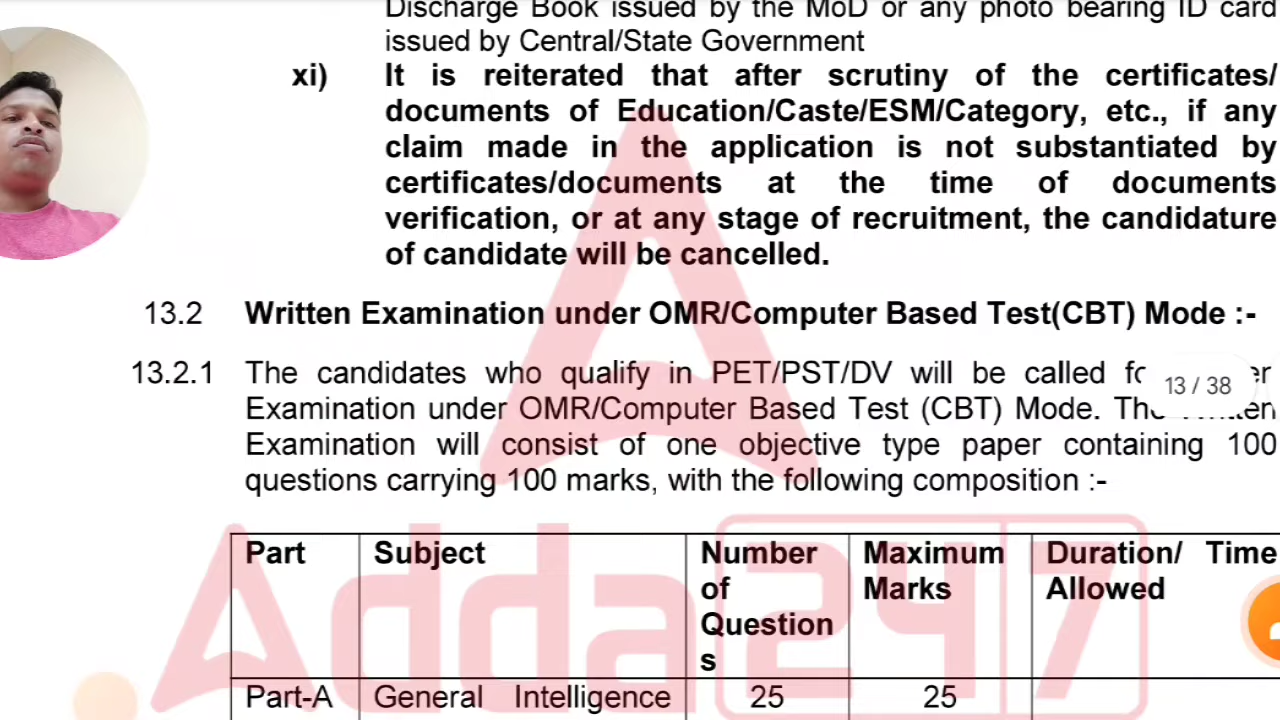 Discharge Book issued by the MoD or any photo bearing ID card
issued by Central/State Government
xi) It is reiterated that after scrutiny of the certificates/
documents of Education/Caste/ESM/Category, etc., if any
claim made in the application is not substantiated by
certificates/documents at the time of documents
verification, or at any stage of recruitment, the candidature
of candidate will be cancelled.
13.2 Written Examination under OMR/Computer Based Test(CBT) Mode :-
13.2.1 The candidates who qualify in PET/PST/DV will be called
13 / 38
Examination under OMR/Computer Based Test (CBT) Mode. The Written
Examination will consist of one objective type paper containing 100
questions carrying 100 marks, with the following composition :-
Adda247
Part Subject Number Maximum Duration/ Time
of Marks Allowed
Question
s
Part-A General Intelligence 25 25